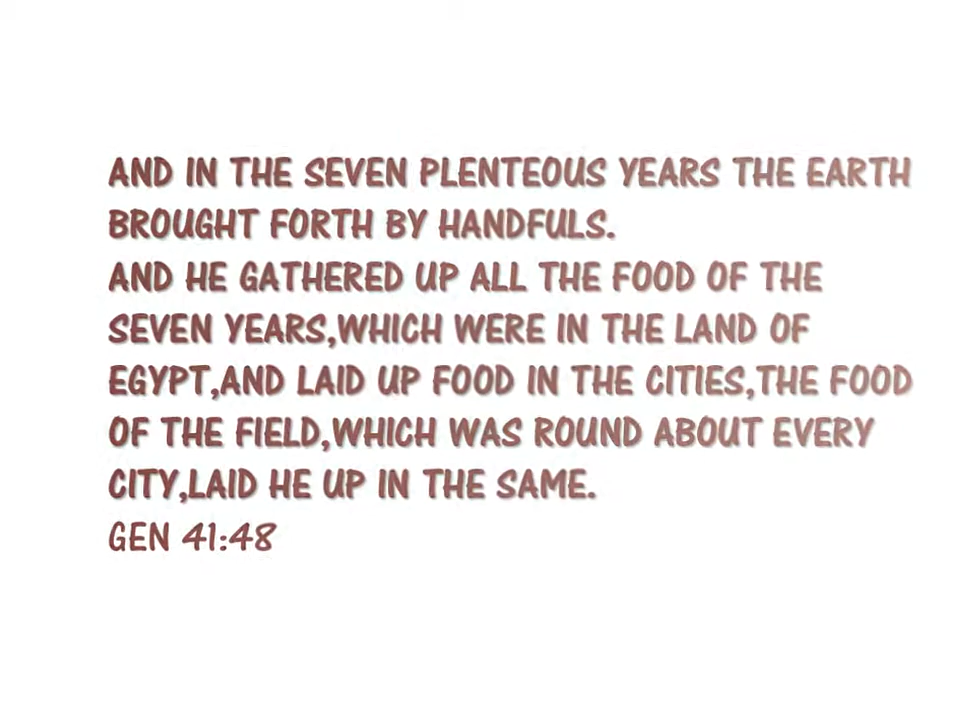 AND IN THE SEVEN PLENTEOUS YEARS THE EARTH
BROUGHT FORTH BY HANDFULS.
AND HE GATHERED UP ALL THE FOOD OF THE
SEVEN YEARS,WHICH WERE IN THE LAND OF
EGYPT,AND LAID UP FOOD IN THE CITIES,THE FOOD
OF THE FIELD,WHICH WAS ROUND ABOUT EVERY
CITY,LAID HE UP IN THE SAME.
GEN 41:48